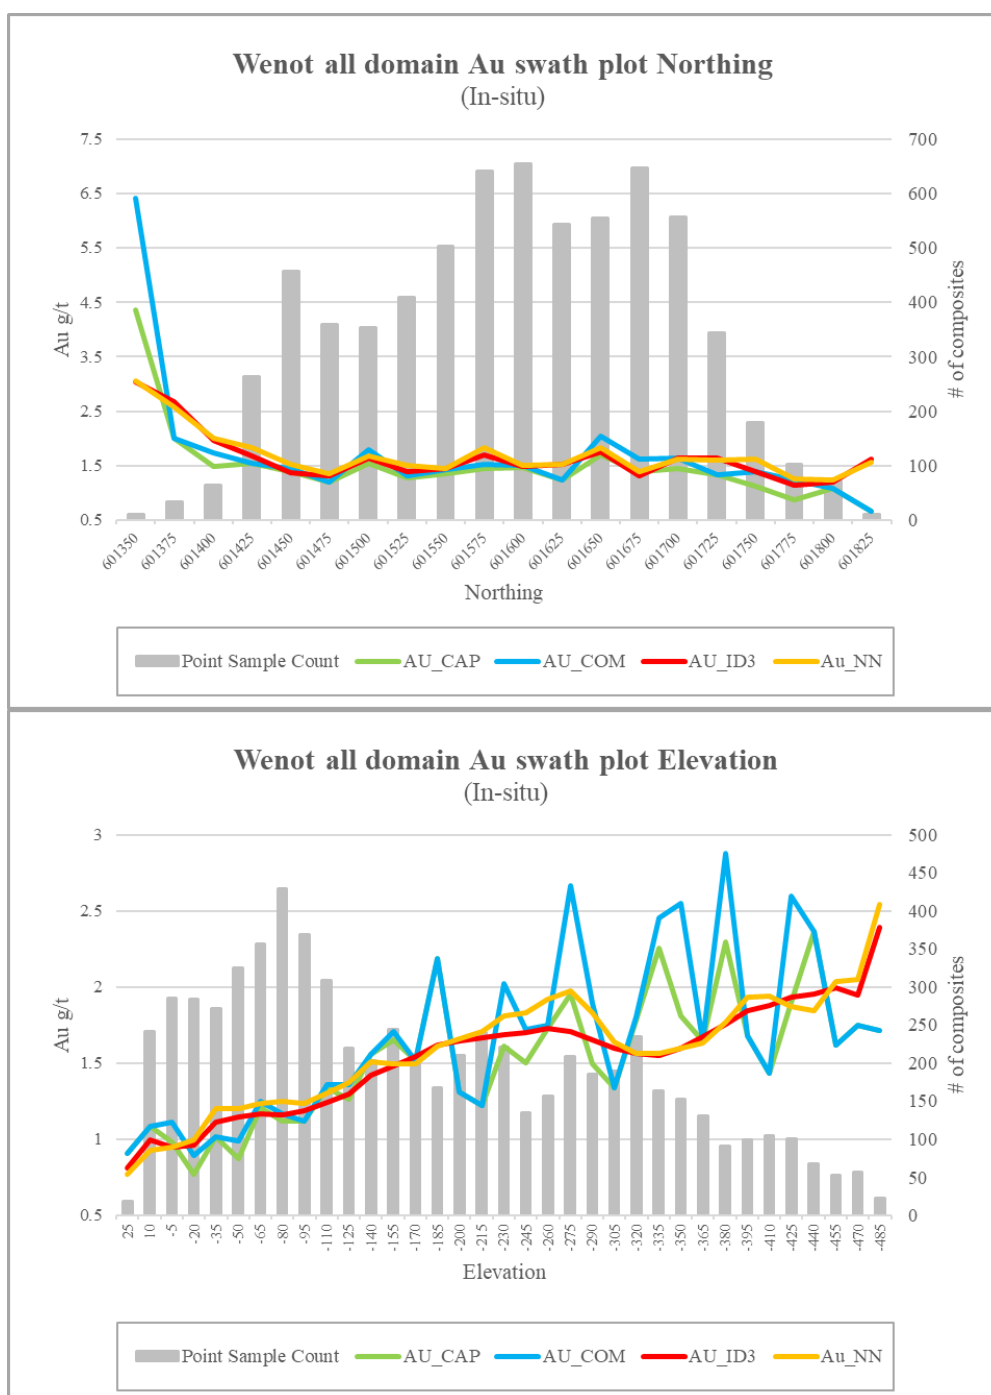 Wenot all domain Au swath plot Northing
(In-situ)
7.5 700
6.5 600
5.5 500
4.5 400
3.5 300
2.5 200
1.5 100
0.5 0
Au g/t
# of composites
601350 601375 601400 601425 601450 601475 601500 601525 601550 601575 601600 601625 601650 601675 601700 601725 601750 601775 601800 601825
Northing
Point Sample Count AU_CAP AU_COM AU_ID3 Au_NN
Wenot all domain Au swath plot Elevation
(In-situ)
3 500
450
2.5 400
350
2 300
250
1.5 200
150
1 100
50
0.5 0
Au g/t
# of composites
25 10 -5 -20 -35 -50 -65 -80 -95 -110 -125 -140 -155 -170 -185 -200 -215 -230 -245 -260 -275 -290 -305 -320 -335 -350 -365 -380 -395 -410 -425 -440 -455 -470 -485
Elevation
Point Sample Count AU_CAP AU_COM AU_ID3 Au_NN